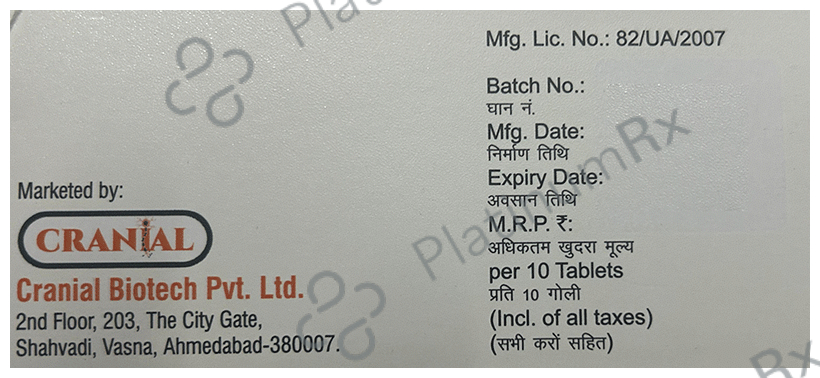 Mfg. Lic. No.: 82/UA/2007
Batch No.:
घान नं.
Mfg. Date:
निर्माण तिथि
Expiry Date:
अवसान तिथि
M.R.P. ₹:
अधिकतम खुदरा मूल्य
per 10 Tablets
प्रति 10 गोली
(Incl. of all taxes)
(सभी करों सहित)
Marketed by:
CRANIAL
Cranial Biotech Pvt. Ltd.
2nd Floor, 203, The City Gate,
Shahvadi, Vasna, Ahmedabad-380007.
PlatinumRx
Pla
Rx